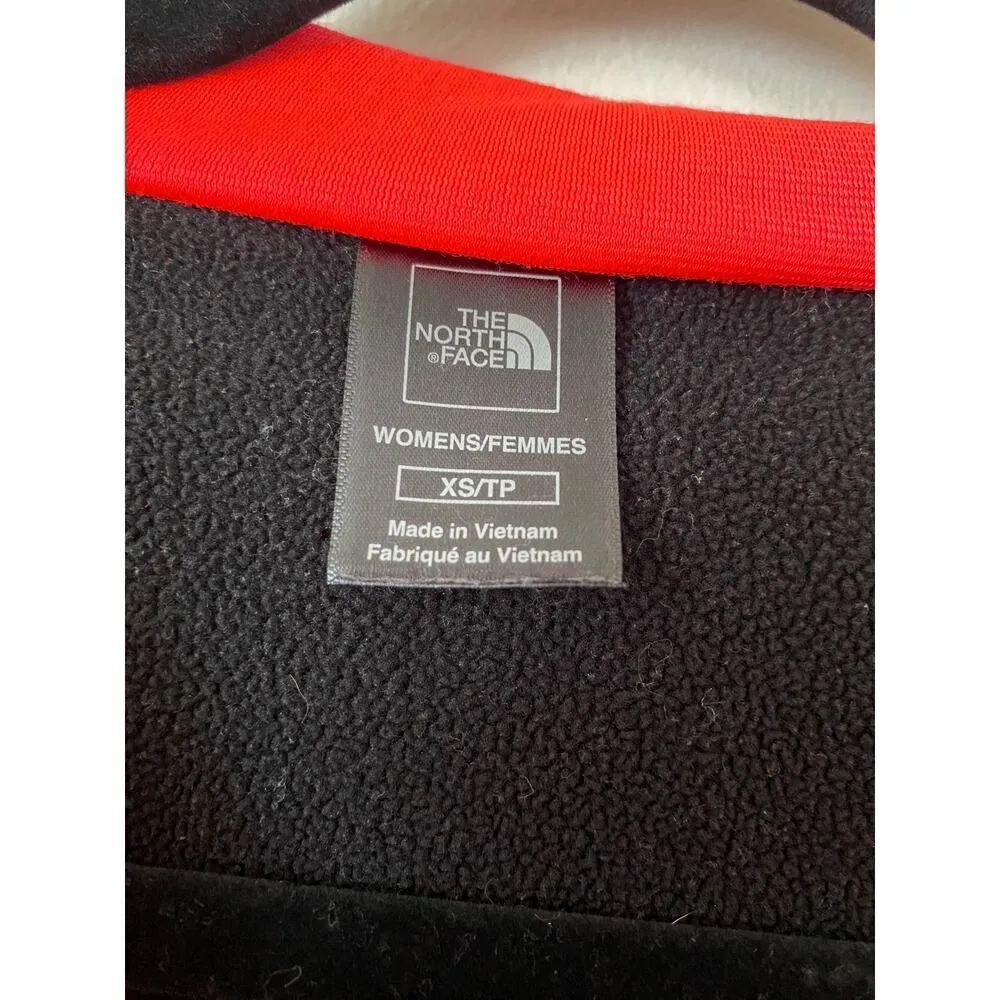 THE
NORTH
®FACE
WOMENS/FEMMES
XS/TP
Made in Vietnam
Fabriqué au Vietnam